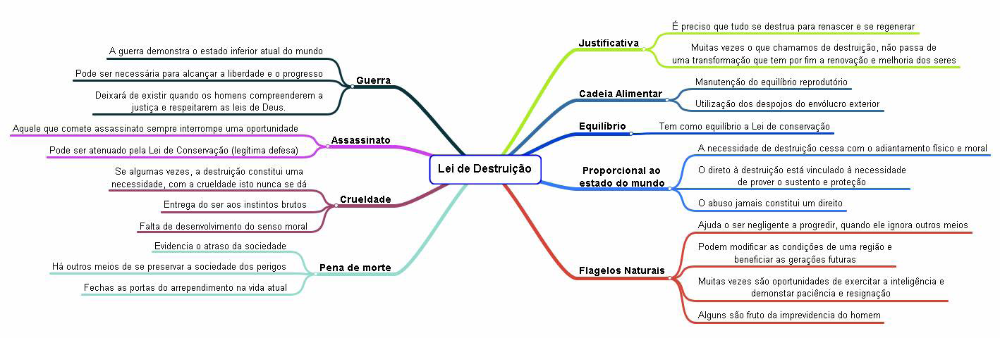 Lei de Destruição
Justificativa
É preciso que tudo se destrua para renascer e se regenerar
Muitas vezes o que chamamos de destruição, não passa de
uma transformação que tem por fim a renovação e melhoria dos seres
Cadeia Alimentar
Manutenção do equilíbrio reprodutório
Utilização dos despojos do envólucro exterior
Equilíbrio
Tem como equilíbrio a Lei de conservação
Proporcional ao
estado do mundo
A necessidade de destruição cessa com o adiantamento físico e moral
O direto à destruição está vinculado à necessidade
de prover o sustento e proteção
O abuso jamais constitui um direito
Flagelos Naturais
Ajuda o ser negligente a progredir, quando ele ignora outros meios
Podem modificar as condições de uma região e
beneficiar as gerações futuras
Muitas vezes são oportunidades de exercitar a inteligência e
demonstar paciência e resignação
Alguns são fruto da imprevidencia do homem
Guerra
A guerra demonstra o estado inferior atual do mundo
Pode ser necessária para alcançar a liberdade e o progresso
Deixará de existir quando os homens compreenderem a
justiça e respeitarem as leis de Deus.
Assassinato
Aquele que comete assassinato sempre interrompe uma oportunidade
Pode ser atenuado pela Lei de Conservação (legítima defesa)
Crueldade
Se algumas vezes, a destruição constitui uma
necessidade, com a crueldade isto nunca se dá
Entrega do ser aos instintos brutos
Falta de desenvolvimento do senso moral
Pena de morte
Evidencia o atraso da sociedade
Há outros meios de se preservar a sociedade dos perigos
Fechas as portas do arrependimento na vida atual